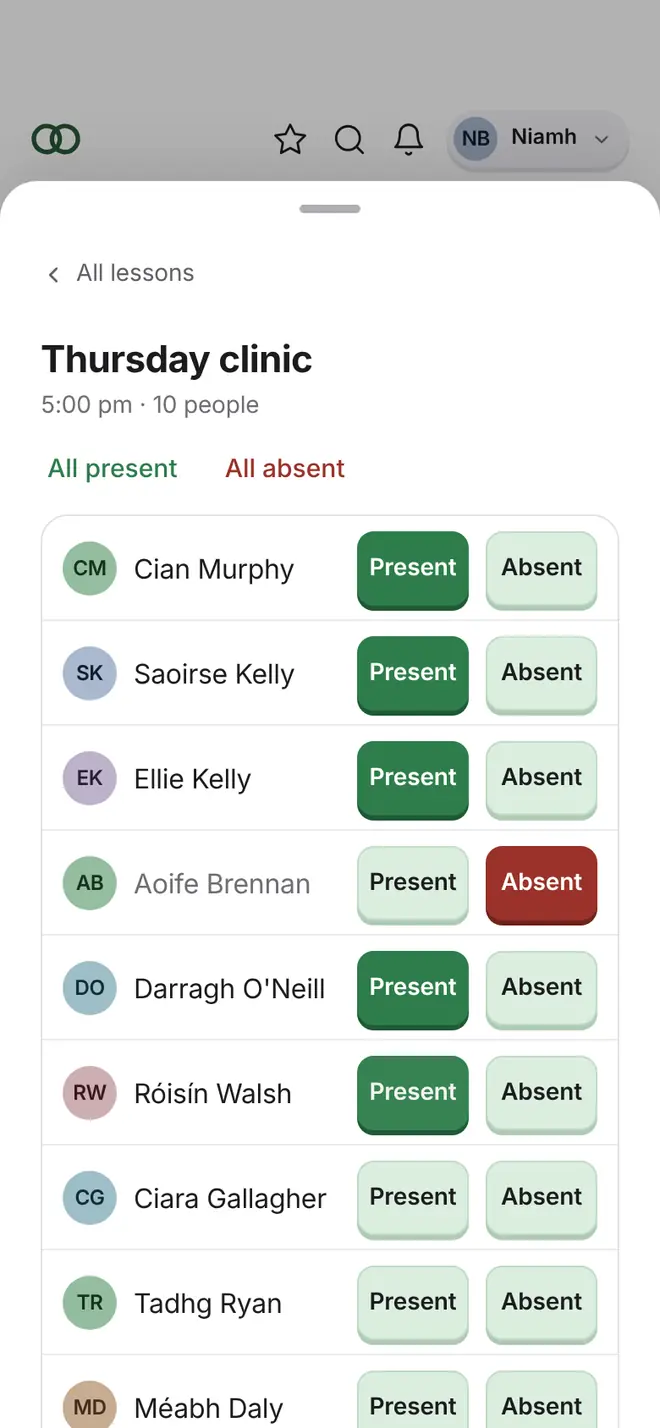 NB Niamh
All lessons
Thursday clinic
5:00 pm · 10 people
All present All absent
CM Cian Murphy Present Absent
SK Saoirse Kelly Present Absent
EK Ellie Kelly Present Absent
AB Aoife Brennan Present Absent
DO Darragh O'Neill Present Absent
RW Róisín Walsh Present Absent
CG Ciara Gallagher Present Absent
TR Tadhg Ryan Present Absent
MD Méabh Daly Present Absent